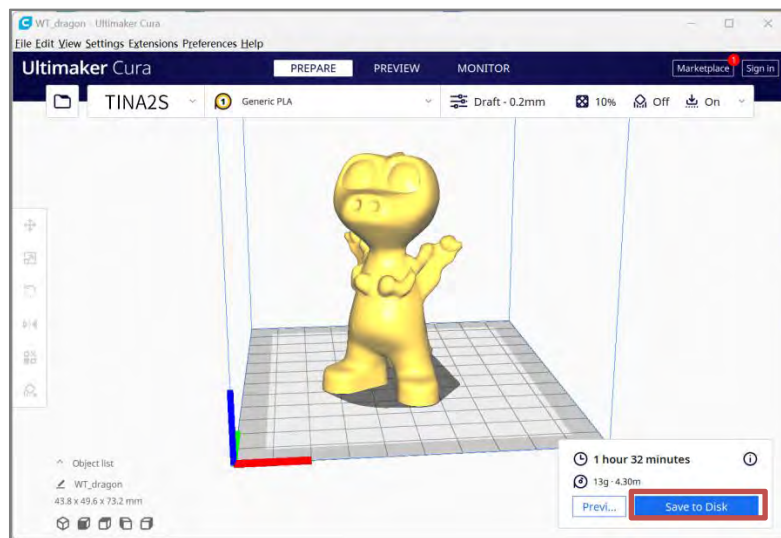 WT_dragon - Ultimaker Cura
File Edit View Settings Extensions Preferences Help
Ultimaker Cura PREPARE PREVIEW MONITOR Marketplace 1 Sign in
TINA2S 1 Generic PLA Draft - 0.2mm 10% Off On
Object list
WT_dragon
43.8 x 49.6 x 73.2 mm
1 hour 32 minutes
13g · 4.30m
Previ... Save to Disk